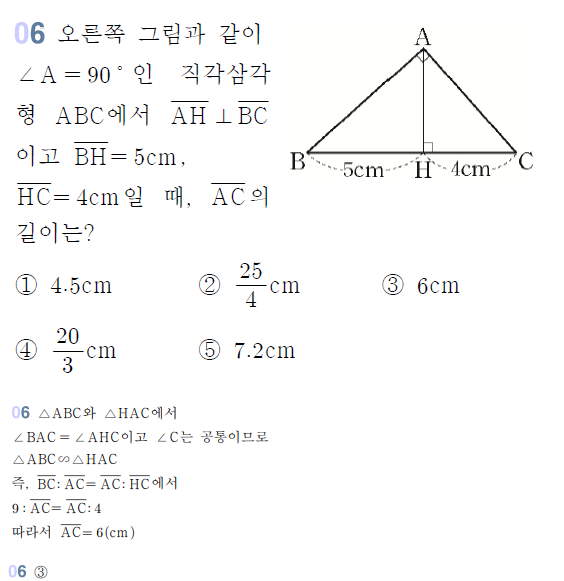 06 오른쪽 그림과 같이
∠A=90°인 직각삼각
형 ABC에서 AH⊥BC
이고 BH=5cm,
HC=4cm일 때, AC의
길이는?
A
B 5cm H 4cm C
① 4.5cm ② 25/4 cm ③ 6cm
④ 20/3 cm ⑤ 7.2cm
06 △ABC와 △HAC에서
∠BAC=∠AHC이고 ∠C는 공통이므로
△ABC∽△HAC
즉, BC:AC=AC:HC에서
9:AC=AC:4
따라서 AC=6(cm)
06 ③